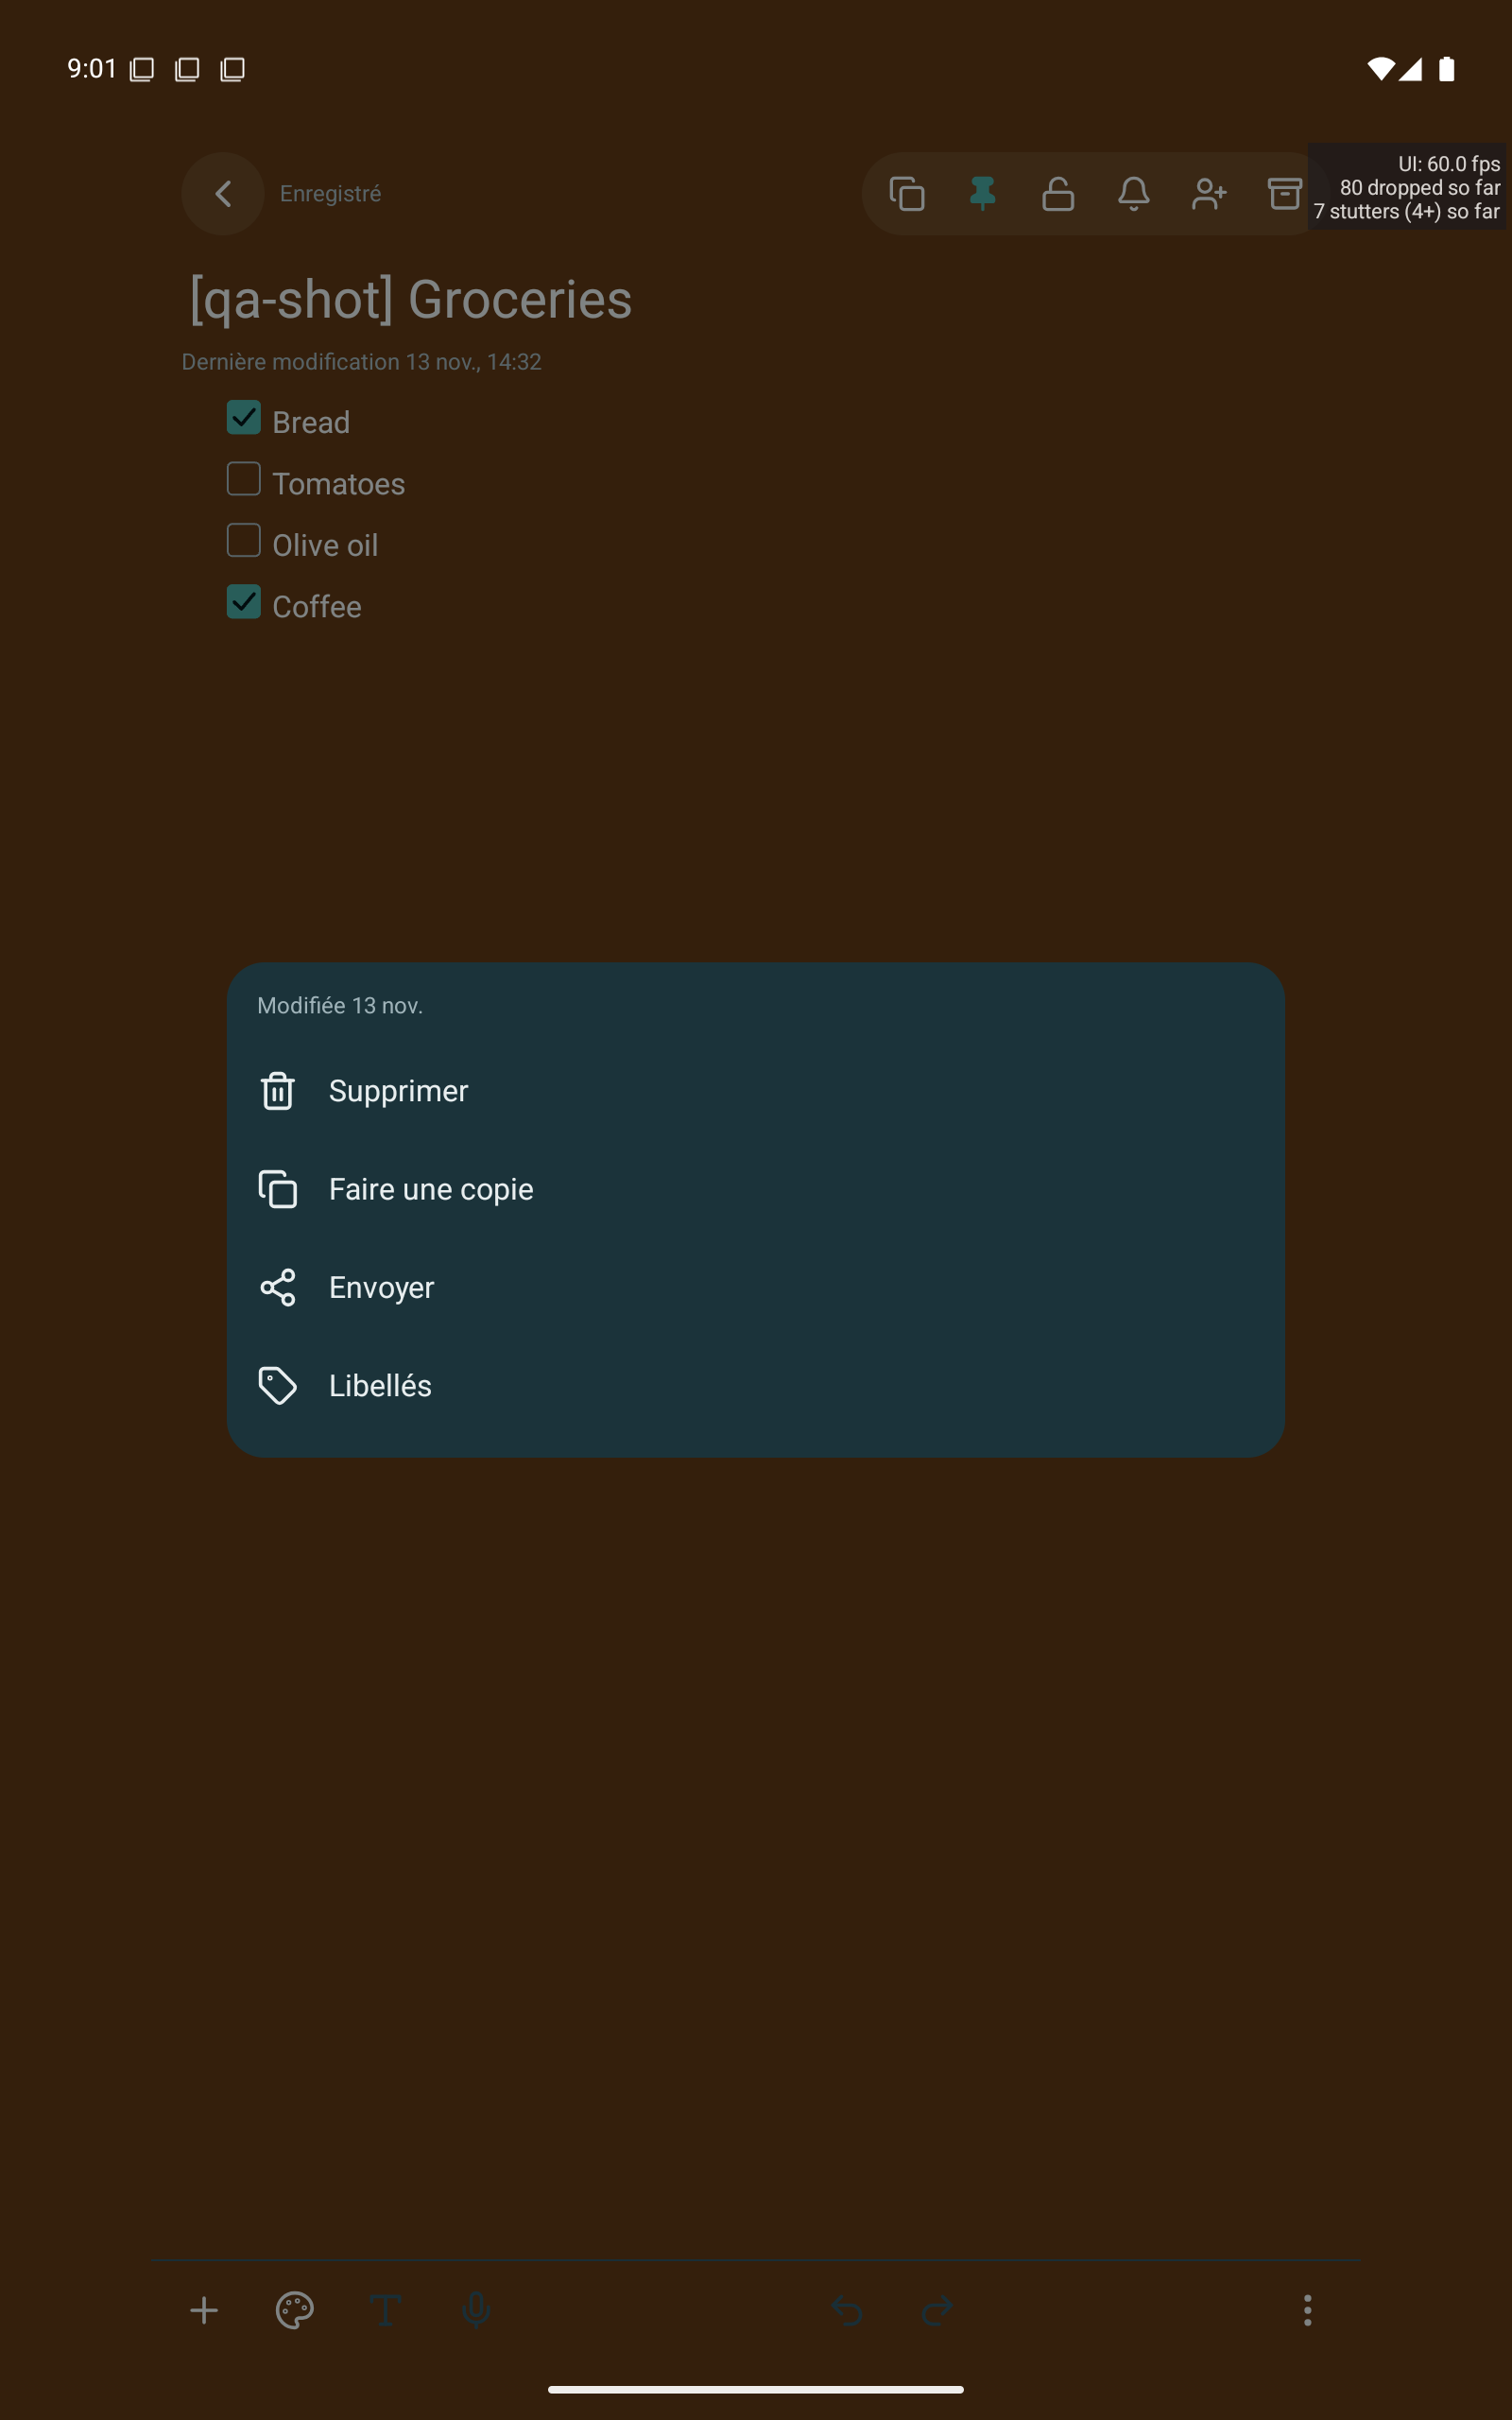 9:01
UI: 60.0 fps
80 dropped so far
7 stutters (4+) so far
Enregistré
[qa-shot] Groceries
Dernière modification 13 nov., 14:32
Bread
Tomatoes
Olive oil
Coffee
Modifiée 13 nov.
Supprimer
Faire une copie
Envoyer
Libellés